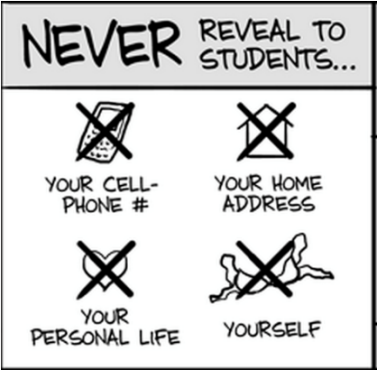 NEVER REVEAL TO
STUDENTS...
YOUR CELL-
PHONE #
YOUR HOME
ADDRESS
YOUR
PERSONAL LIFE
YOURSELF